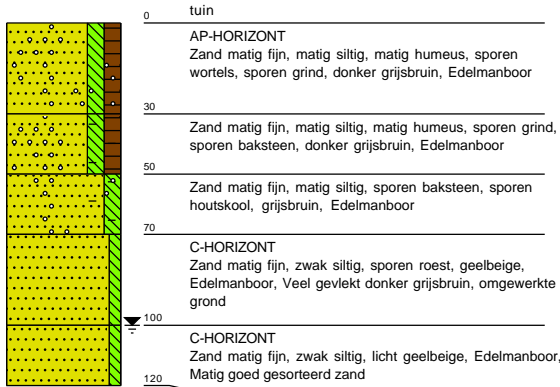 0 tuin
AP-HORIZONT
Zand matig fijn, matig siltig, matig humeus, sporen
wortels, sporen grind, donker grijsbruin, Edelmanboor
30
Zand matig fijn, matig siltig, matig humeus, sporen grind,
sporen baksteen, donker grijsbruin, Edelmanboor
50
Zand matig fijn, matig siltig, sporen baksteen, sporen
houtskool, grijsbruin, Edelmanboor
70
C-HORIZONT
Zand matig fijn, zwak siltig, sporen roest, geelbeige,
Edelmanboor, Veel gevlekt donker grijsbruin, omgewerkte
grond
100
C-HORIZONT
Zand matig fijn, zwak siltig, licht geelbeige, Edelmanboor,
Matig goed gesorteerd zand
120